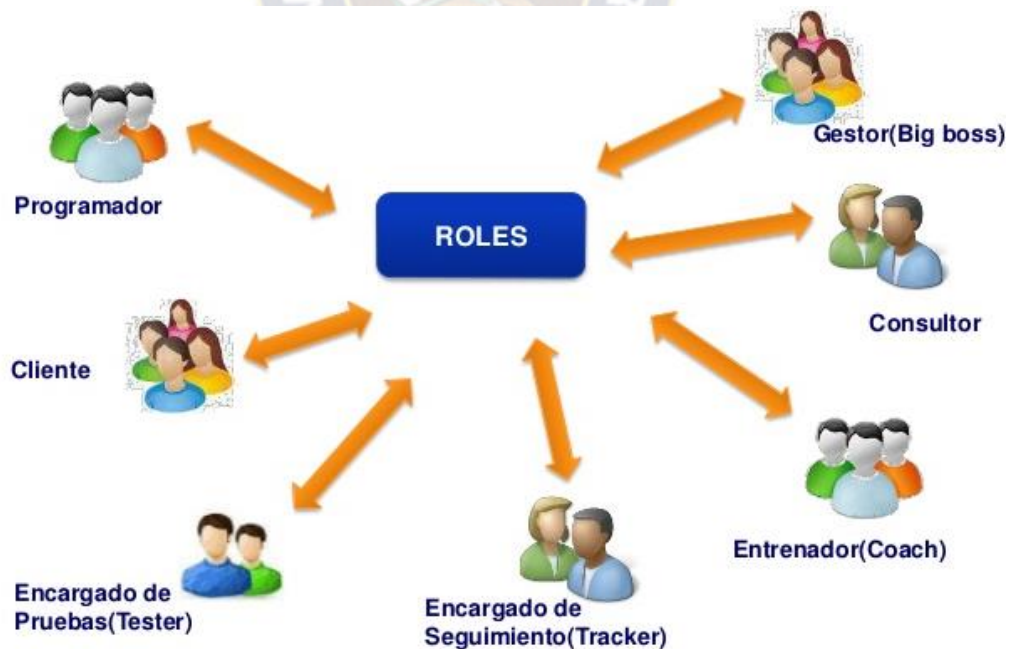 Gestor(Big boss)
Programador
ROLES
Consultor
Cliente
Entrenador(Coach)
Encargado de
Pruebas(Tester)
Encargado de
Seguimiento(Tracker)